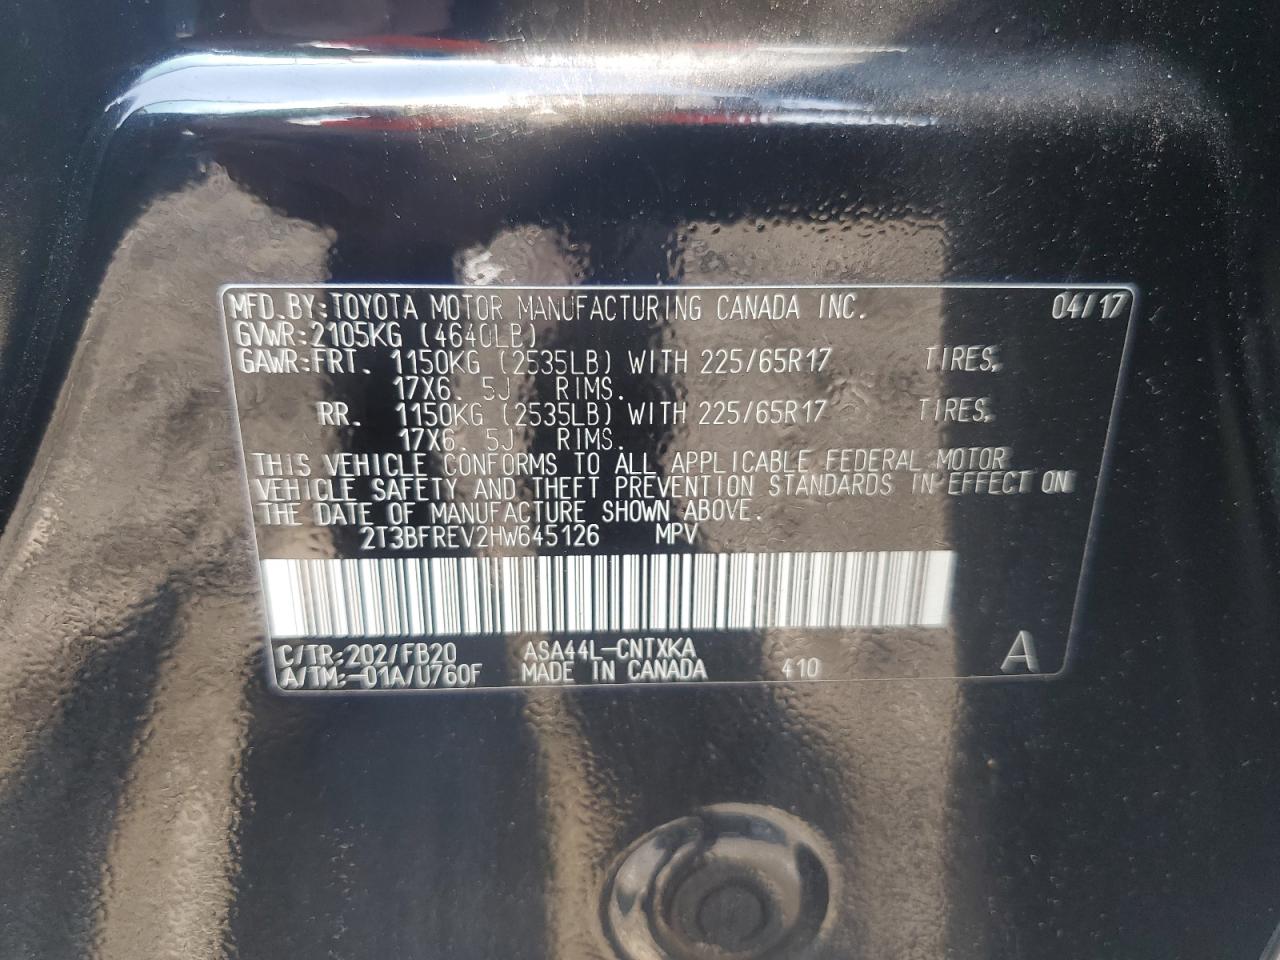 MFD.BY:TOYOTA MOTOR MANUFACTURING CANADA INC. 04/17
GVWR:2105KG (4640LB)
GAWR:FRT. 1150KG (2535LB) WITH 225/65R17 TIRES,
17X6. 5J RIMS.
RR. 1150KG (2535LB) WITH 225/65R17 TIRES,
17X6. 5J RIMS.
THIS VEHICLE CONFORMS TO ALL APPLICABLE FEDERAL MOTOR
VEHICLE SAFETY AND THEFT PREVENTION STANDARDS IN EFFECT ON
THE DATE OF MANUFACTURE SHOWN ABOVE.
2T3BFREV2HW645126 MPV
C/TR:202/FB20 ASA44L-CNTXKA
A/TM:-01A/U760F MADE IN CANADA 410 A